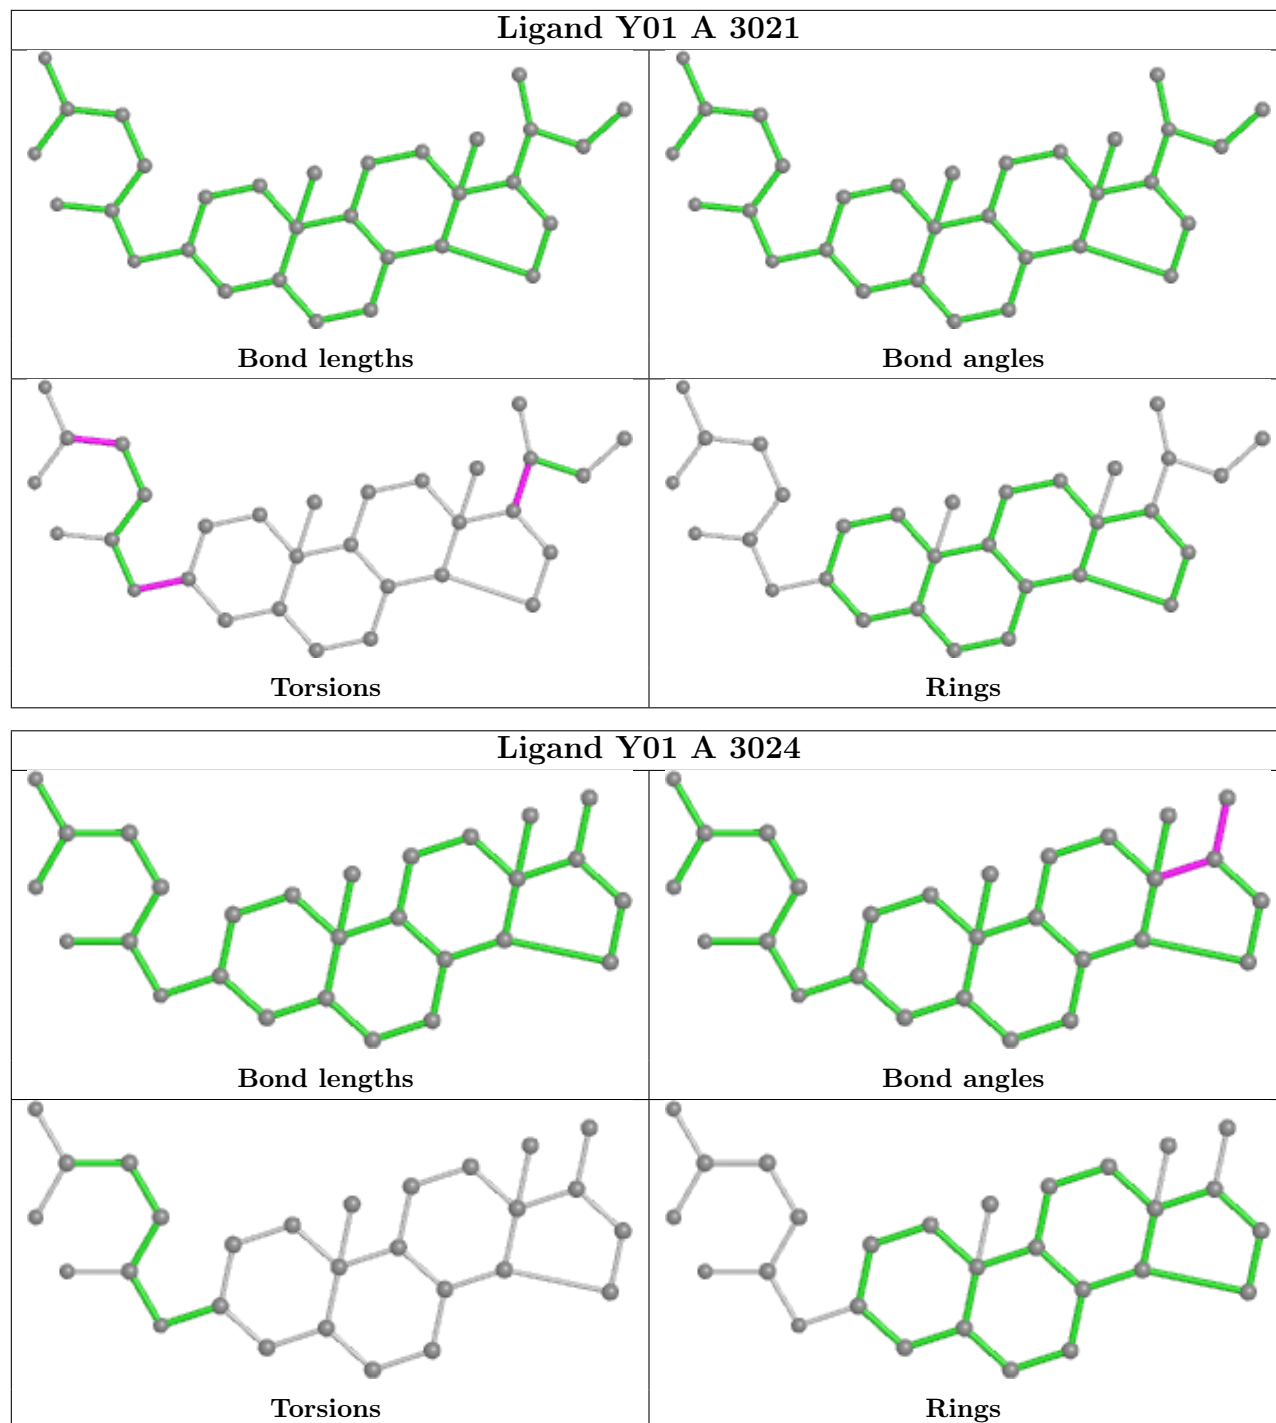 Ligand Y01 A 3021
Bond lengths
Bond angles
Torsions
Rings
Ligand Y01 A 3024
Bond lengths
Bond angles
Torsions
Rings